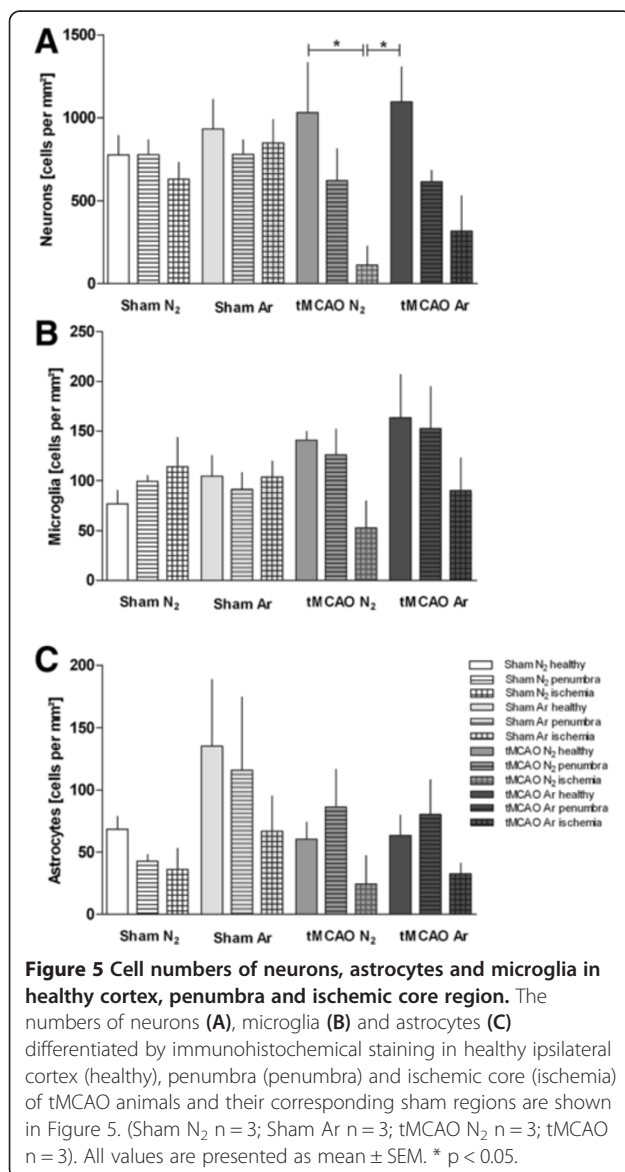 A
1500
1000
500
0
Neurons [cells per mm²]
* *
Sham N₂ Sham Ar tMCAO N₂ tMCAO Ar
B
250
200
150
100
50
0
Microglia [cells per mm²]
Sham N₂ Sham Ar tMCAO N₂ tMCAO Ar
C
200
150
100
50
0
Astrocytes [cells per mm²]
Sham N₂ Sham Ar tMCAO N₂ tMCAO Ar
Sham N₂ healthy
Sham N₂ penumbra
Sham N₂ ischemia
Sham Ar healthy
Sham Ar penumbra
Sham Ar ischemia
tMCAO N₂ healthy
tMCAO N₂ penumbra
tMCAO N₂ ischemia
tMCAO Ar healthy
tMCAO Ar penumbra
tMCAO Ar ischemia
Figure 5 Cell numbers of neurons, astrocytes and microglia in
healthy cortex, penumbra and ischemic core region. The
numbers of neurons (A), microglia (B) and astrocytes (C)
differentiated by immunohistochemical staining in healthy ipsilateral
cortex (healthy), penumbra (penumbra) and ischemic core (ischemia)
of tMCAO animals and their corresponding sham regions are shown
in Figure 5. (Sham N₂ n = 3; Sham Ar n = 3; tMCAO N₂ n = 3; tMCAO
n = 3). All values are presented as mean ± SEM. * p < 0.05.